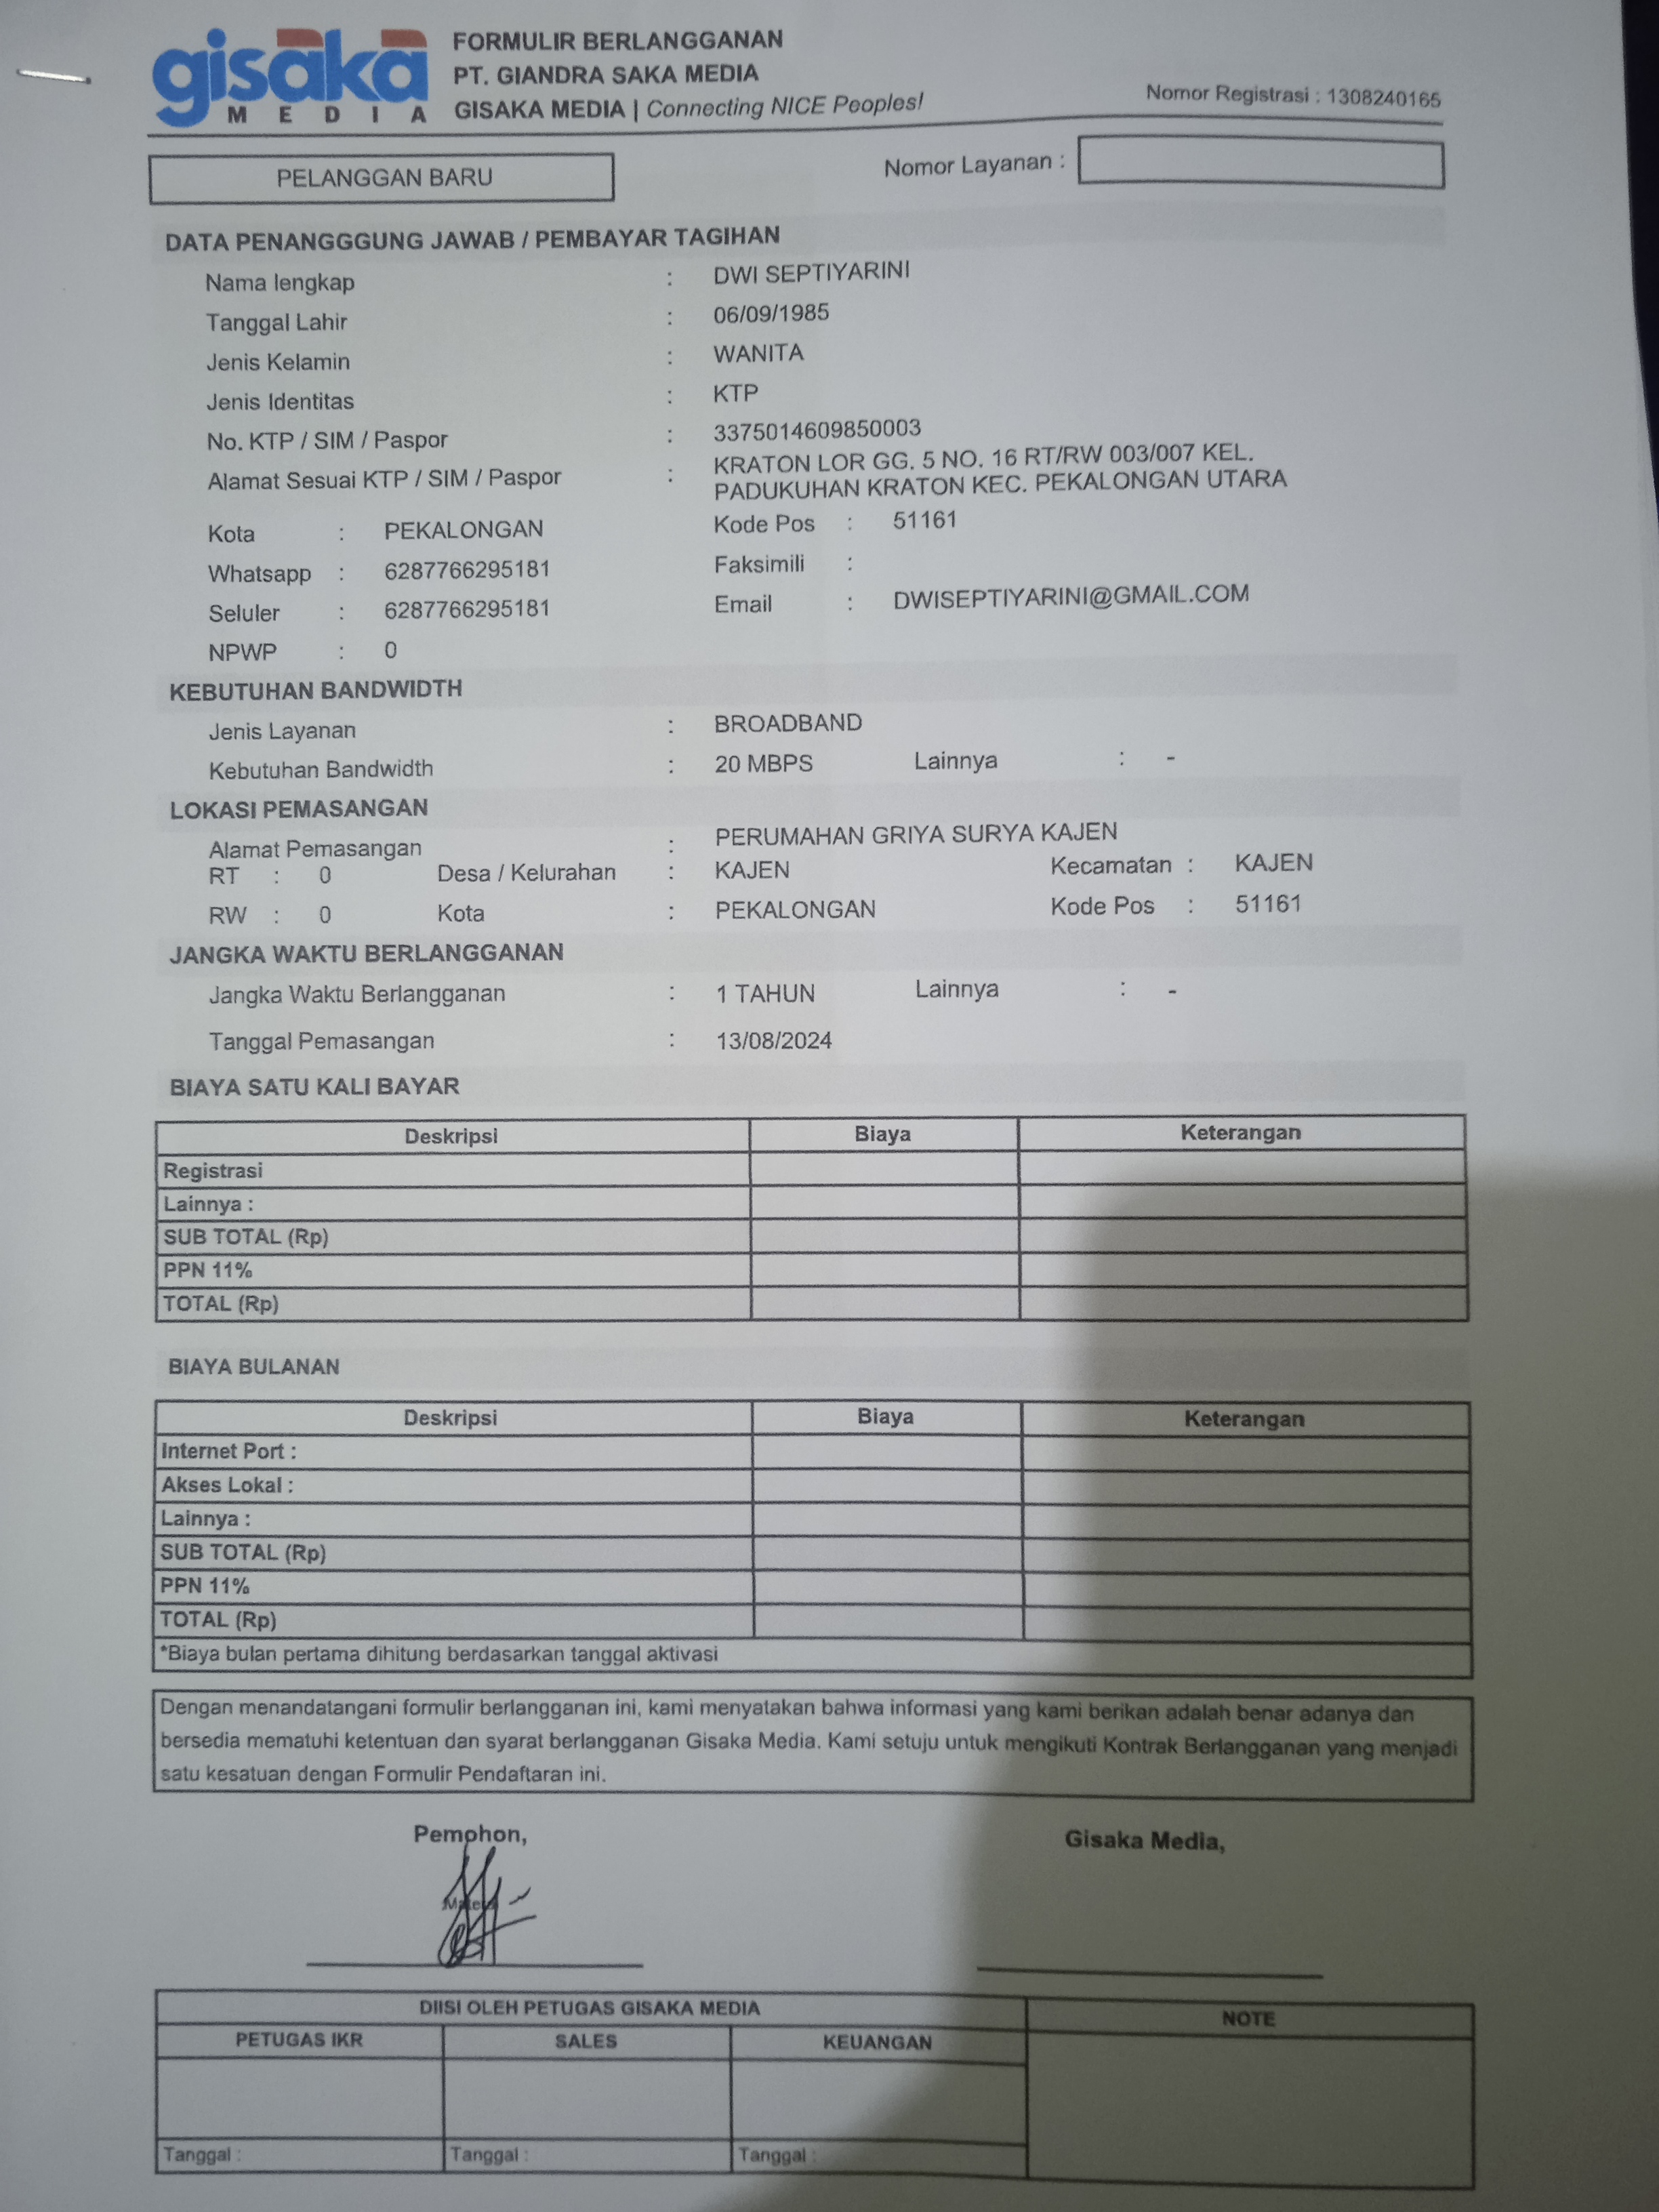 gisaka
MEDIA
FORMULIR BERLANGGANAN
PT. GIANDRA SAKA MEDIA
GISAKA MEDIA | Connecting NICE Peoples!
Nomor Registrasi : 1308240165
PELANGGAN BARU
Nomor Layanan :
DATA PENANGGGUNG JAWAB / PEMBAYAR TAGIHAN
Nama lengkap : DWI SEPTIYARINI
Tanggal Lahir : 06/09/1985
Jenis Kelamin : WANITA
Jenis Identitas : KTP
No. KTP / SIM / Paspor : 3375014609850003
Alamat Sesuai KTP / SIM / Paspor : KRATON LOR GG. 5 NO. 16 RT/RW 003/007 KEL.
PADUKUHAN KRATON KEC. PEKALONGAN UTARA
Kota : PEKALONGAN Kode Pos : 51161
Whatsapp : 6287766295181 Faksimili :
Seluler : 6287766295181 Email : DWISEPTIYARINI@GMAIL.COM
NPWP : 0
KEBUTUHAN BANDWIDTH
Jenis Layanan : BROADBAND
Kebutuhan Bandwidth : 20 MBPS Lainnya : -
LOKASI PEMASANGAN
Alamat Pemasangan : PERUMAHAN GRIYA SURYA KAJEN
RT : 0 Desa / Kelurahan : KAJEN Kecamatan : KAJEN
RW : 0 Kota : PEKALONGAN Kode Pos : 51161
JANGKA WAKTU BERLANGGANAN
Jangka Waktu Berlangganan : 1 TAHUN Lainnya : -
Tanggal Pemasangan : 13/08/2024
BIAYA SATU KALI BAYAR
Deskripsi Biaya Keterangan
Registrasi
Lainnya :
SUB TOTAL (Rp)
PPN 11%
TOTAL (Rp)
BIAYA BULANAN
Deskripsi Biaya Keterangan
Internet Port :
Akses Lokal :
Lainnya :
SUB TOTAL (Rp)
PPN 11%
TOTAL (Rp)
*Biaya bulan pertama dihitung berdasarkan tanggal aktivasi
Dengan menandatangani formulir berlangganan ini, kami menyatakan bahwa informasi yang kami berikan adalah benar adanya dan
bersedia mematuhi ketentuan dan syarat berlangganan Gisaka Media. Kami setuju untuk mengikuti Kontrak Berlangganan yang menjadi
satu kesatuan dengan Formulir Pendaftaran ini.
Pemohon, Gisaka Media,
DIISI OLEH PETUGAS GISAKA MEDIA NOTE
PETUGAS IKR SALES KEUANGAN
Tanggal : Tanggal : Tanggal :